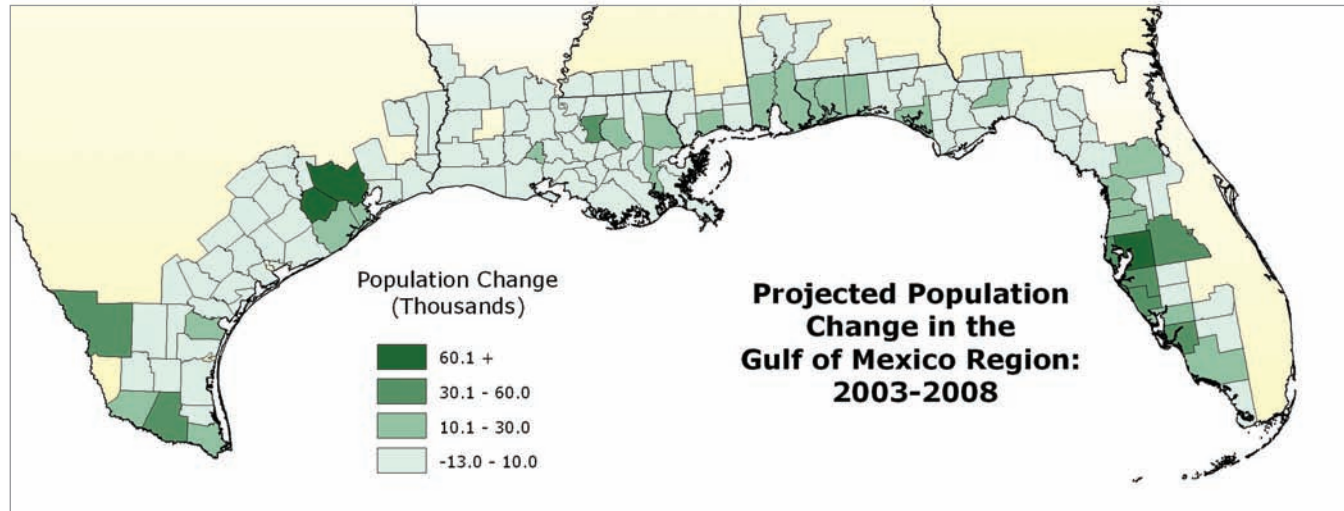 Population Change
(Thousands)
60.1 +
30.1 - 60.0
10.1 - 30.0
-13.0 - 10.0
Projected Population
Change in the
Gulf of Mexico Region:
2003-2008